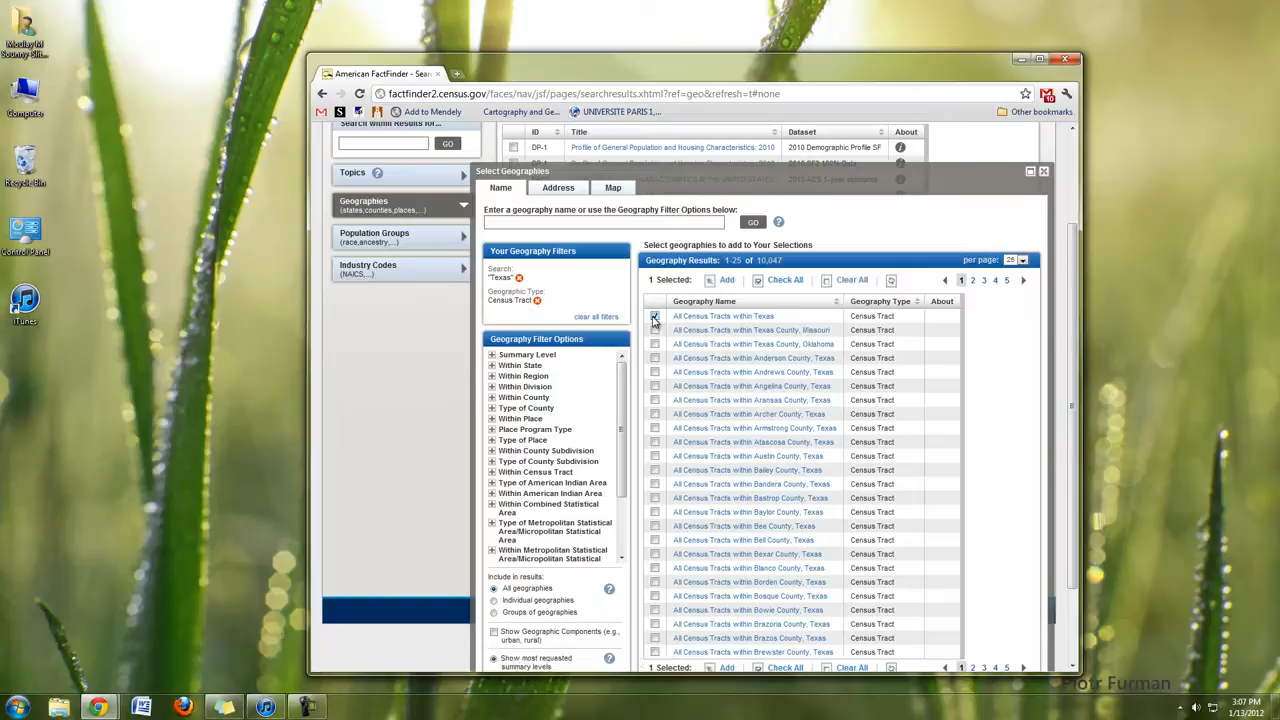 Moulay M
Sounny-Slit...
Computer
Recycle Bin
Control Panel
iTunes
American FactFinder - Sear
factfinder2.census.gov/faces/nav/jsf/pages/searchresults.xhtml?ref=geo&refresh=t#none
10
S
Add to Mendely
Cartography and Ge...
UNIVERSITE PARIS 1,...
Other bookmarks
Search within Results for...
GO
Topics
Geographies
(states,counties,places,...)
Population Groups
(race,ancestry,...)
Industry Codes
(NAICS,...)
ID
Title
Dataset
About
DP-1
Profile of General Population and Housing Characteristics: 2010
2010 Demographic Profile SF
Select Geographies
Name
Address
Map
Enter a geography name or use the Geography Filter Options below:
GO
Your Geography Filters
Search:
"Texas"
Geographic Type:
Census Tract
clear all filters
Geography Filter Options
Summary Level
Within State
Within Region
Within Division
Within County
Type of County
Within Place
Place Program Type
Type of Place
Within County Subdivision
Type of County Subdivision
Within Census Tract
Type of American Indian Area
Within American Indian Area
Within Combined Statistical
Area
Type of Metropolitan Statistical
Area/Micropolitan Statistical
Area
Within Metropolitan Statistical
Area/Micropolitan Statistical
Include in results:
All geographies
Individual geographies
Groups of geographies
Show Geographic Components (e.g.,
urban, rural)
Show most requested
summary levels
Select geographies to add to Your Selections
Geography Results: 1-25 of 10,047
per page: 25
1 Selected: Add Check All Clear All 1 2 3 4 5
Geography Name Geography Type About
All Census Tracts within Texas Census Tract
All Census Tracts within Texas County, Missouri Census Tract
All Census Tracts within Texas County, Oklahoma Census Tract
All Census Tracts within Anderson County, Texas Census Tract
All Census Tracts within Andrews County, Texas Census Tract
All Census Tracts within Angelina County, Texas Census Tract
All Census Tracts within Aransas County, Texas Census Tract
All Census Tracts within Archer County, Texas Census Tract
All Census Tracts within Armstrong County, Texas Census Tract
All Census Tracts within Atascosa County, Texas Census Tract
All Census Tracts within Austin County, Texas Census Tract
All Census Tracts within Bailey County, Texas Census Tract
All Census Tracts within Bandera County, Texas Census Tract
All Census Tracts within Bastrop County, Texas Census Tract
All Census Tracts within Baylor County, Texas Census Tract
All Census Tracts within Bee County, Texas Census Tract
All Census Tracts within Bell County, Texas Census Tract
All Census Tracts within Bexar County, Texas Census Tract
All Census Tracts within Blanco County, Texas Census Tract
All Census Tracts within Borden County, Texas Census Tract
All Census Tracts within Bosque County, Texas Census Tract
All Census Tracts within Bowie County, Texas Census Tract
All Census Tracts within Brazoria County, Texas Census Tract
All Census Tracts within Brazos County, Texas Census Tract
All Census Tracts within Brewster County, Texas Census Tract
1 Selected: Add Check All Clear All 1 2 3 4 5
Piotr Furman
3:07 PM
1/13/2012